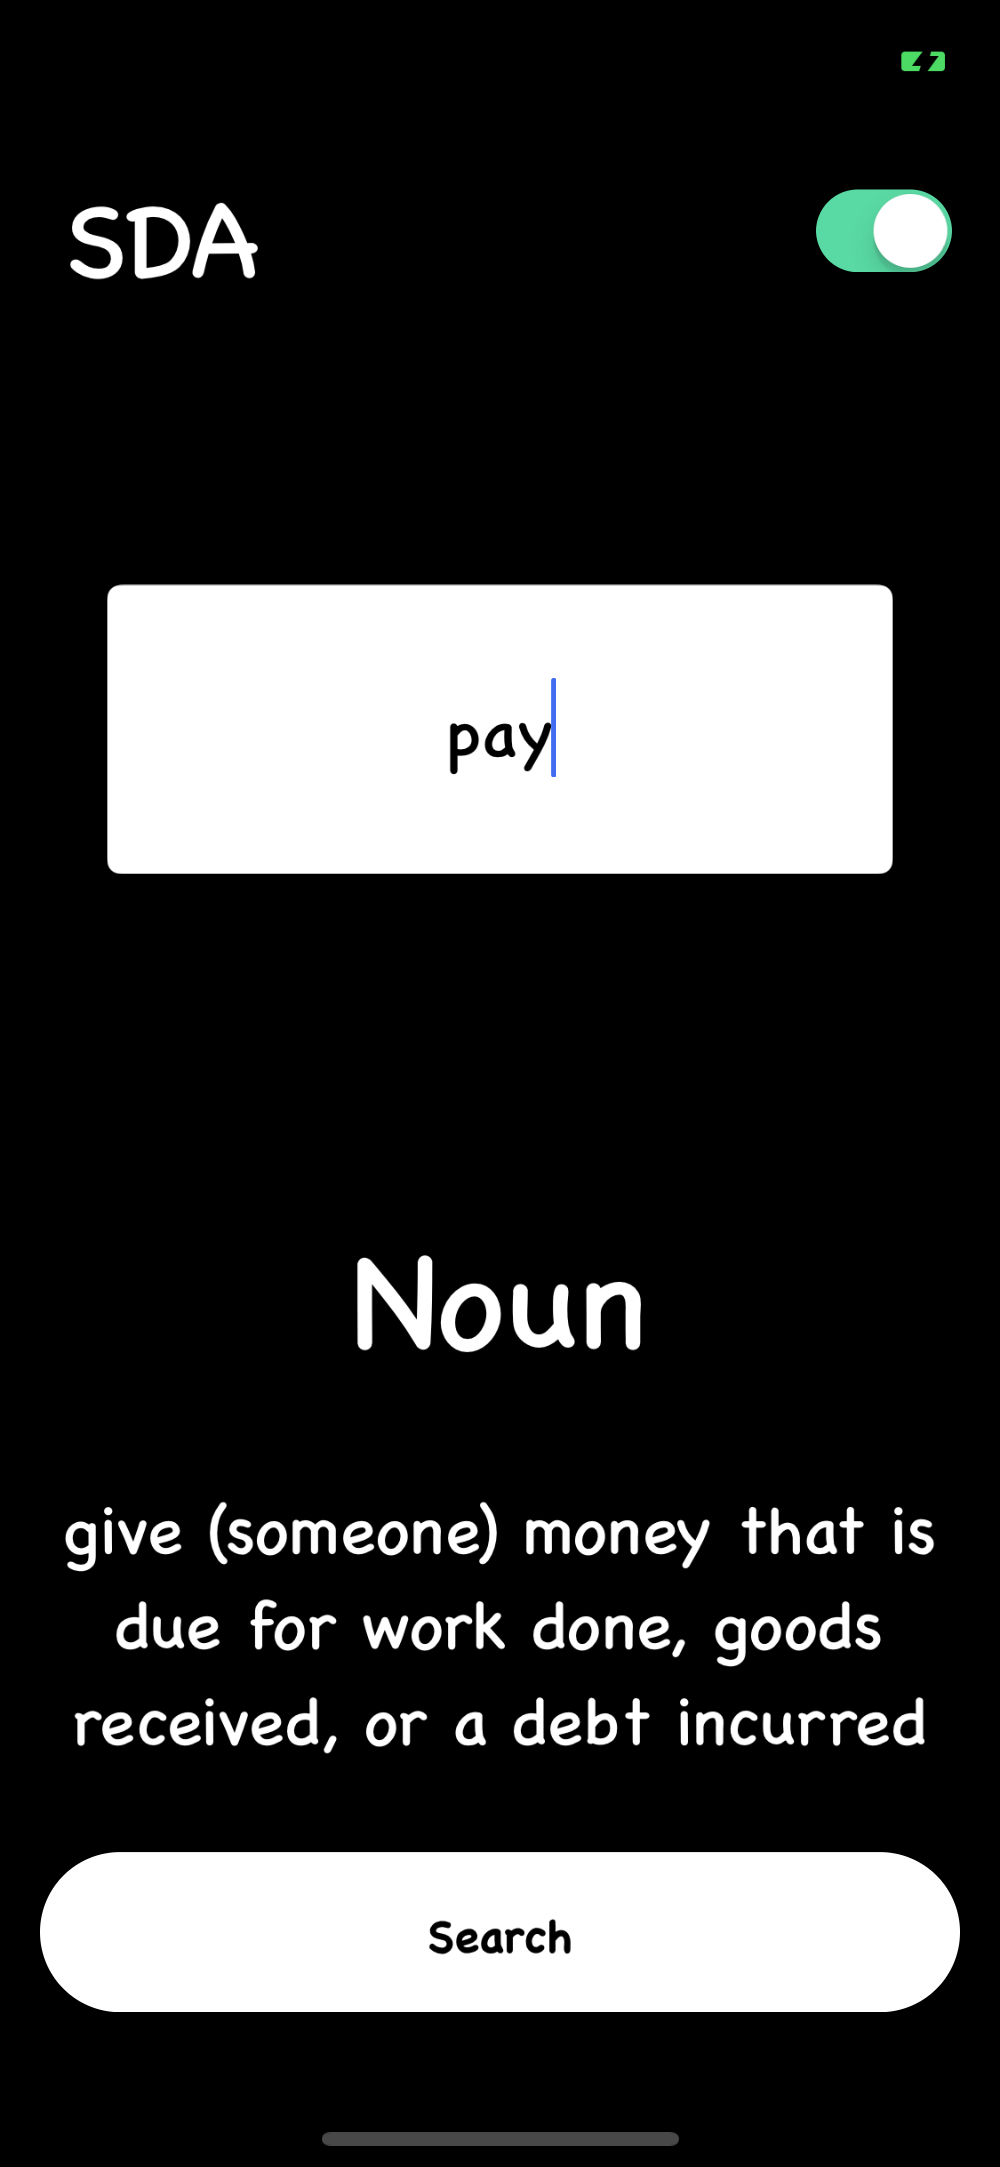 SDA
pay
Noun
give (someone) money that is
due for work done, goods
received, or a debt incurred
Search